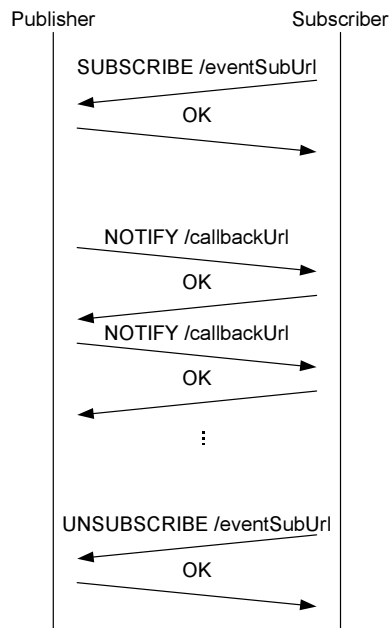 Publisher Subscriber
SUBSCRIBE /eventSubUrl
OK
NOTIFY /callbackUrl
OK
NOTIFY /callbackUrl
OK
...
UNSUBSCRIBE /eventSubUrl
OK